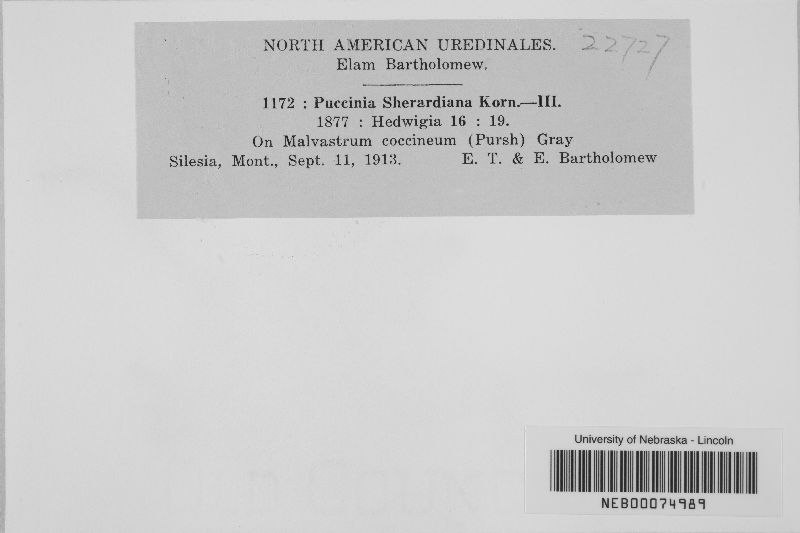 NORTH AMERICAN UREDINALES. 22727
Elam Bartholomew.
1172 : Puccinia Sherardiana Korn.—III.
1877 : Hedwigia 16 : 19.
On Malvastrum coccineum (Pursh) Gray
Silesia, Mont., Sept. 11, 1913. E. T. & E. Bartholomew
University of Nebraska - Lincoln
NEB00074989